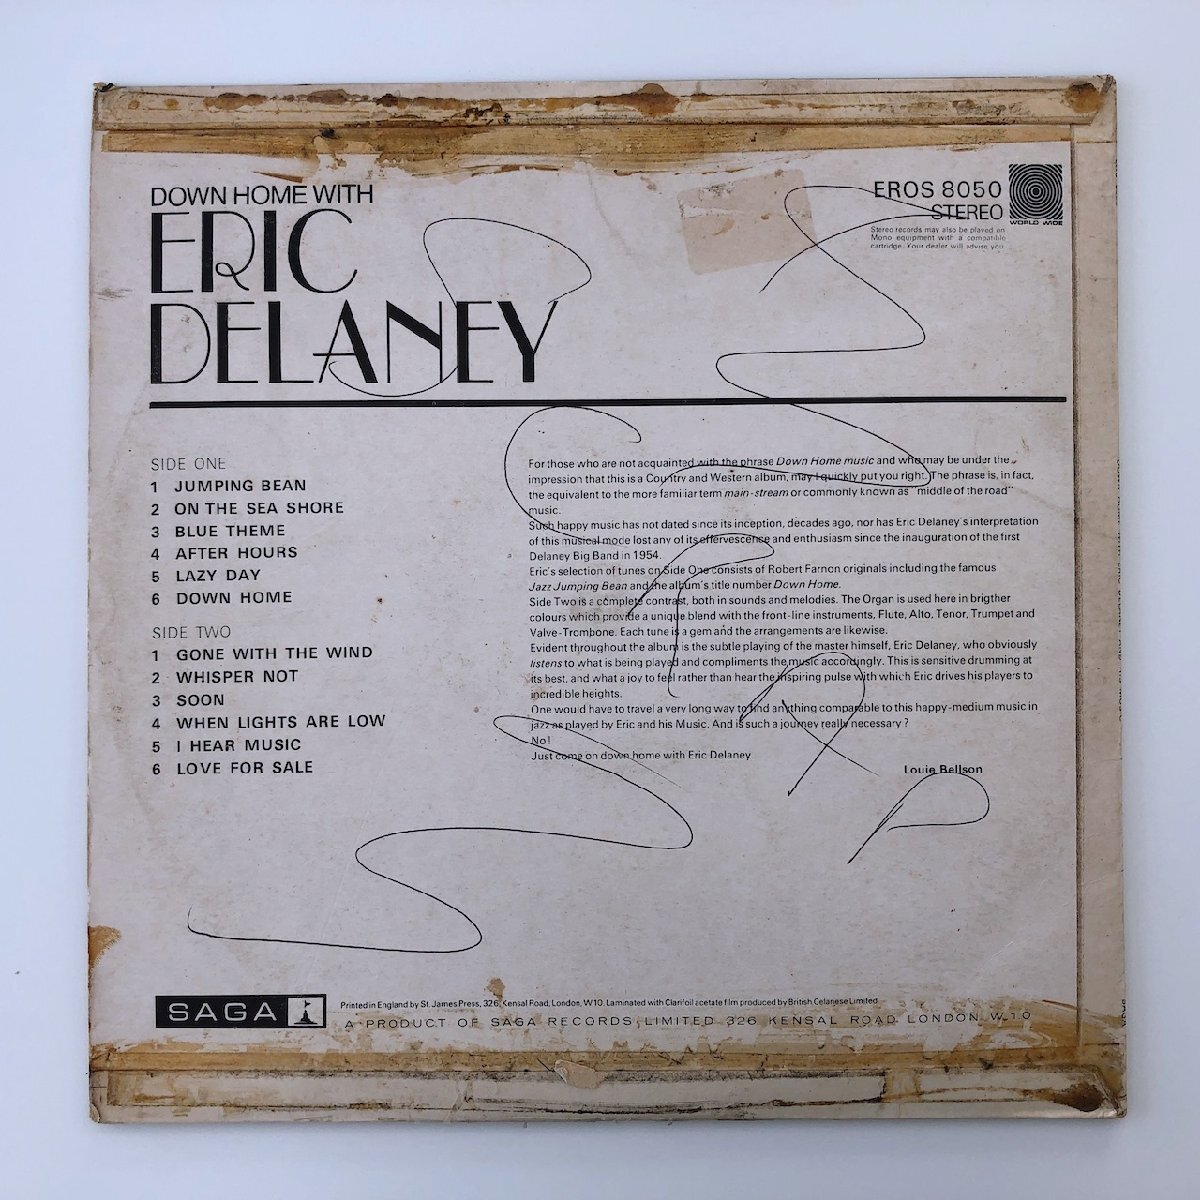 DOWN HOME WITH
ERIC
DELANEY
EROS 8050
STEREO
WORLD WIDE
Stereo records may also be played on
Mono equipment with a compatible
cartridge. Your dealer will advise you.
SIDE ONE
1 JUMPING BEAN
2 ON THE SEA SHORE
3 BLUE THEME
4 AFTER HOURS
5 LAZY DAY
6 DOWN HOME
SIDE TWO
1 GONE WITH THE WIND
2 WHISPER NOT
3 SOON
4 WHEN LIGHTS ARE LOW
5 I HEAR MUSIC
6 LOVE FOR SALE
For those who are not acquainted with the phrase Down Home music and who may be under the
impression that this is a Country and Western album, may I quickly put you right. The phrase is, in fact,
the equivalent to the more familiar term main-stream or commonly known as "middle of the road"
music.
Such happy music has not dated since its inception, decades ago, nor has Eric Delaney's interpretation
of this musical mode lost any of its effervescence and enthusiasm since the inauguration of the first
Delaney Big Band in 1954.
Eric's selection of tunes on Side One consists of Robert Farnon originals including the famous
Jazz Jumping Bean and the album's title number Down Home.
Side Two is a complete contrast, both in sounds and melodies. The Organ is used here in brigther
colours which provide a unique blend with the front-line instruments, Flute, Alto, Tenor, Trumpet and
Valve-Trombone. Each tune is a gem and the arrangements are likewise.
Evident throughout the album is the subtle playing of the master himself, Eric Delaney, who obviously
listens to what is being played and compliments the music accordingly. This is sensitive drumming at
its best, and what a joy to feel rather than hear the inspiring pulse with which Eric drives his players to
incredible heights.
One would have to travel a very long way to find anything comparable to this happy-medium music in
jazz as played by Eric and his Music. And is such a journey really necessary?
No!
Just come on down home with Eric Delaney
Louie Bellson
SAGA
Printed in England by St. James Press, 326, Kensal Road, London, W10. Laminated with Clarifoil acetate film produced by British Celanese Limited
A PRODUCT OF SAGA RECORDS LIMITED 326 KENSAL ROAD LONDON W.10